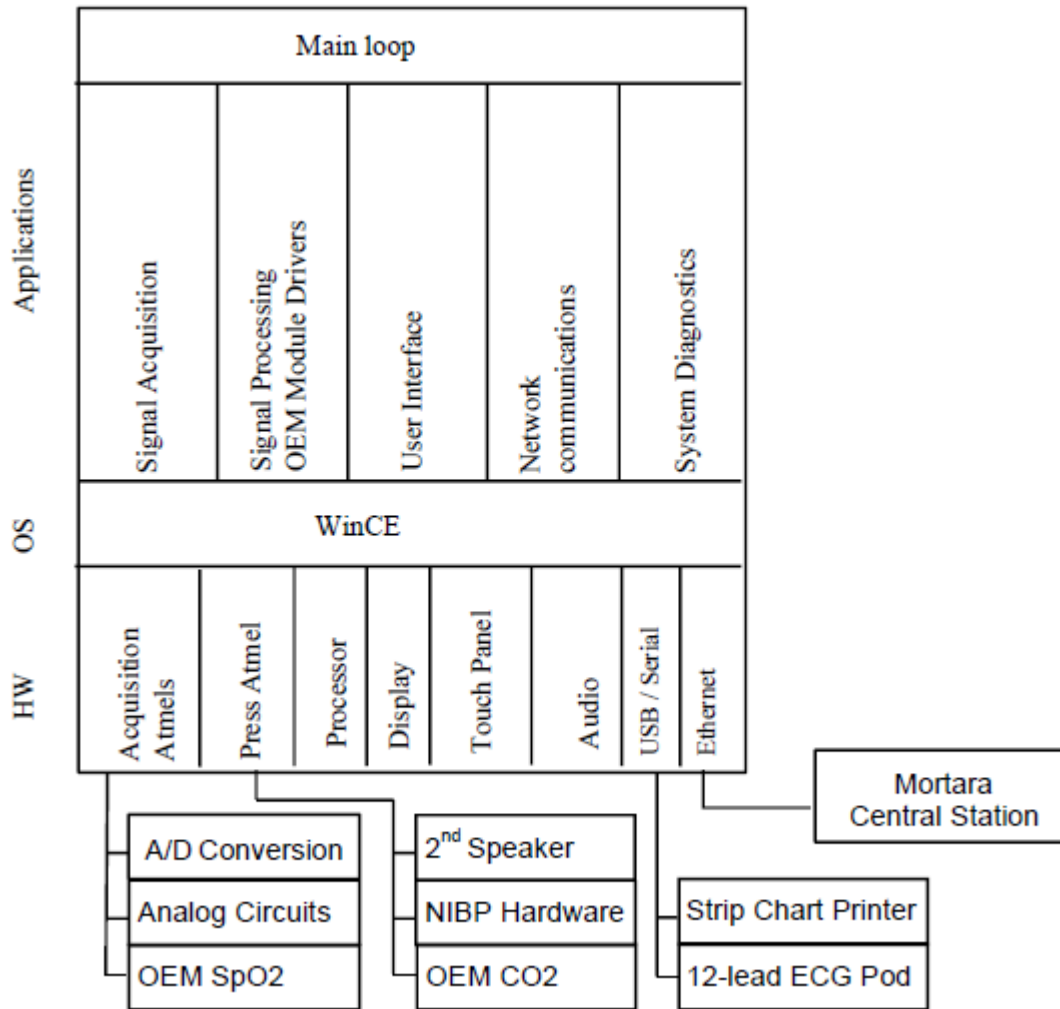 Main loop
Applications
Signal Acquisition
Signal Processing
OEM Module Drivers
User Interface
Network
communications
System Diagnostics
OS
WinCE
HW
Acquisition
Atmels
Press Atmel
Processor
Display
Touch Panel
Audio
USB / Serial
Ethernet
Mortara
Central Station
A/D Conversion
Analog Circuits
OEM SpO2
2nd Speaker
NIBP Hardware
OEM CO2
Strip Chart Printer
12-lead ECG Pod